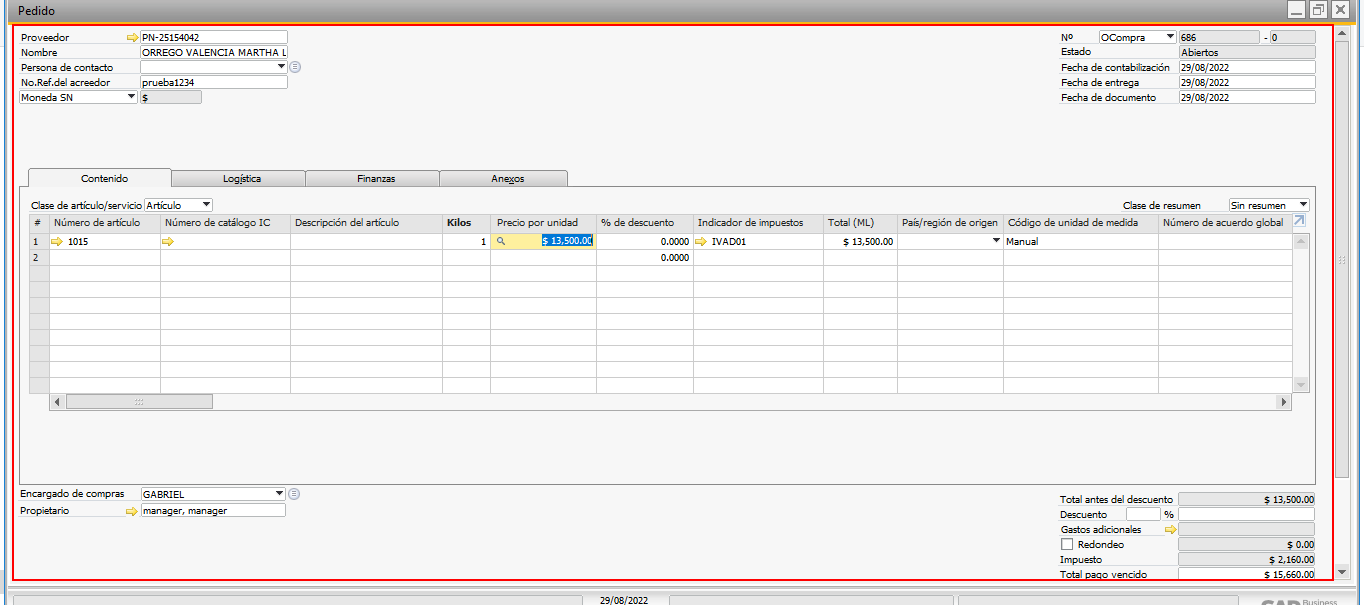 Pedido
Proveedor PN-25154042
Nombre ORREGO VALENCIA MARTHA L
Persona de contacto
No.Ref.del acreedor prueba1234
Moneda SN $
Nº OCompra 686 - 0
Estado Abiertos
Fecha de contabilización 29/08/2022
Fecha de entrega 29/08/2022
Fecha de documento 29/08/2022
Contenido Logística Finanzas Anexos
Clase de artículo/servicio Artículo Clase de resumen Sin resumen
# Número de artículo Número de catálogo IC Descripción del artículo Kilos Precio por unidad % de descuento Indicador de impuestos Total (ML) País/región de origen Código de unidad de medida Número de acuerdo global
1 1015 1 $ 13,500.00 0.0000 IVAD01 $ 13,500.00 Manual
2 0.0000
Encargado de compras GABRIEL
Propietario manager, manager
Total antes del descuento $ 13,500.00
Descuento %
Gastos adicionales
Redondeo $ 0.00
Impuesto $ 2,160.00
Total pago vencido $ 15,660.00
29/08/2022
SAP Business